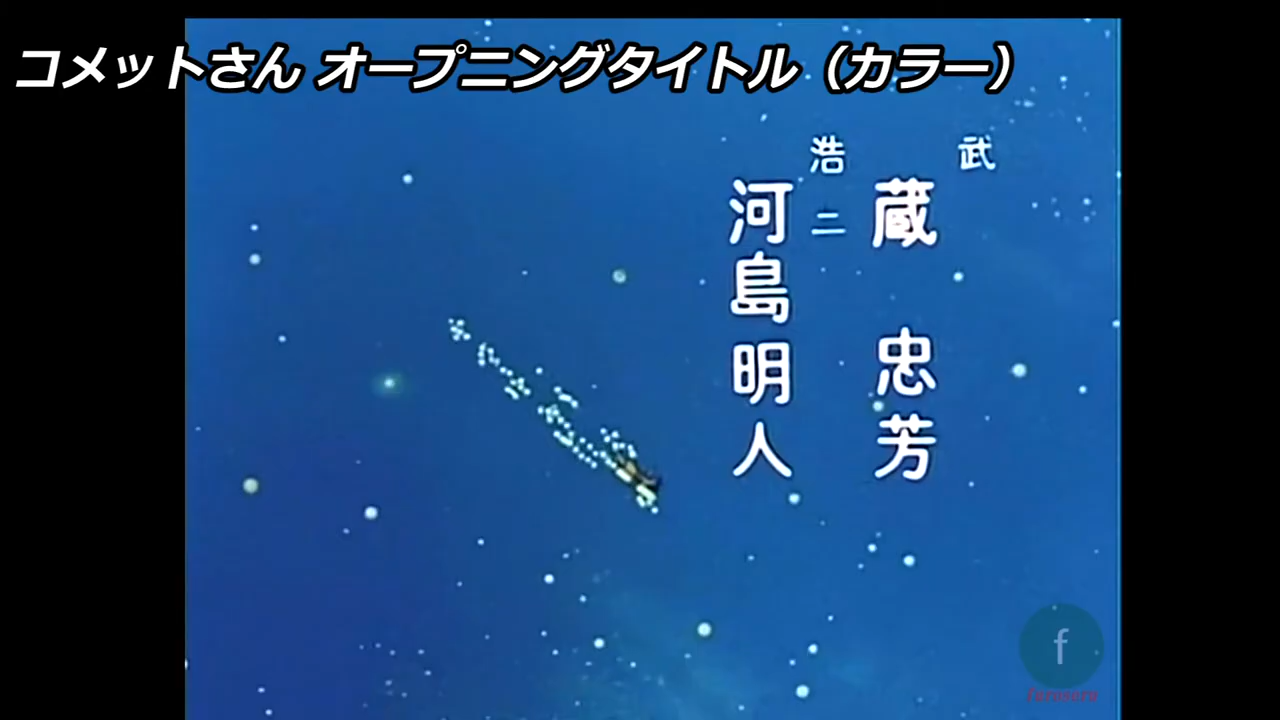 コメットさん オープニングタイトル（カラー）
武
蔵 忠芳
浩二
河島明人
f
furusora